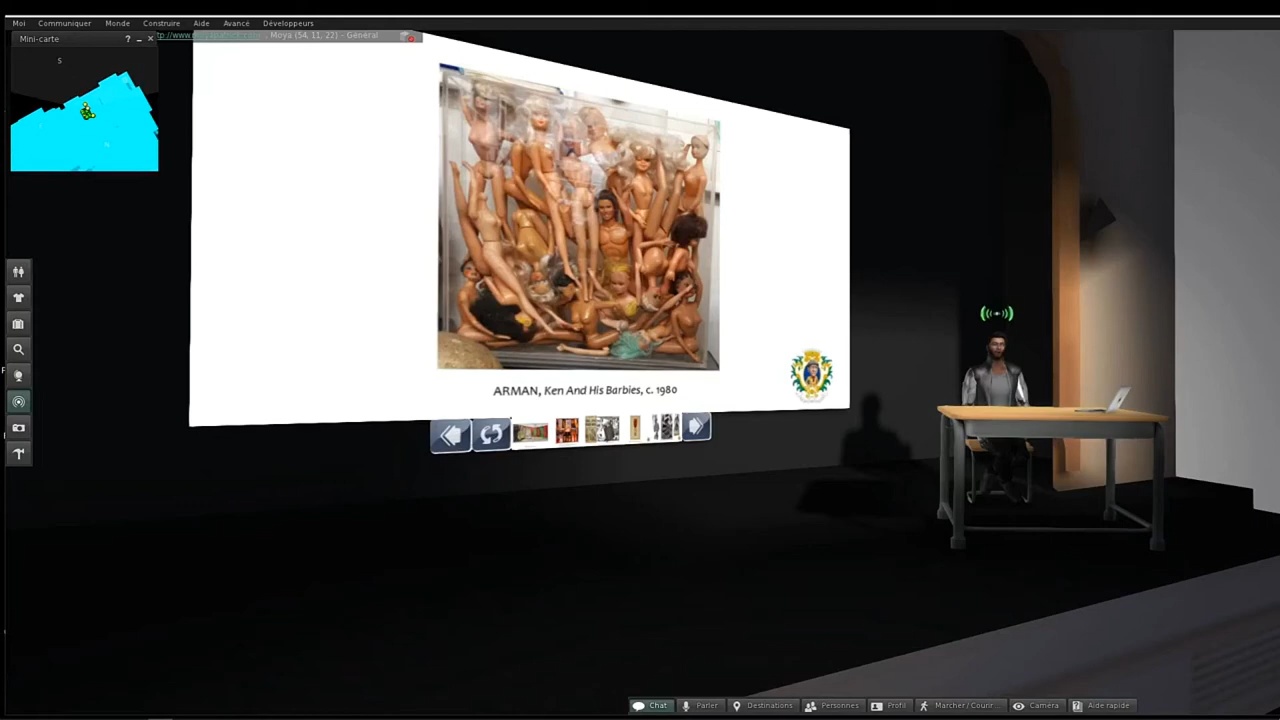 Moi Communiquer Monde Construire Aide Avancé Développeurs
Mini-carte ? _ ×
, Moya (54, 11, 22) - Général
S
ARMAN, Ken And His Barbies, c. 1980
Chat Parler Destinations Personnes Profil Marcher/Courir... Caméra Aide rapide